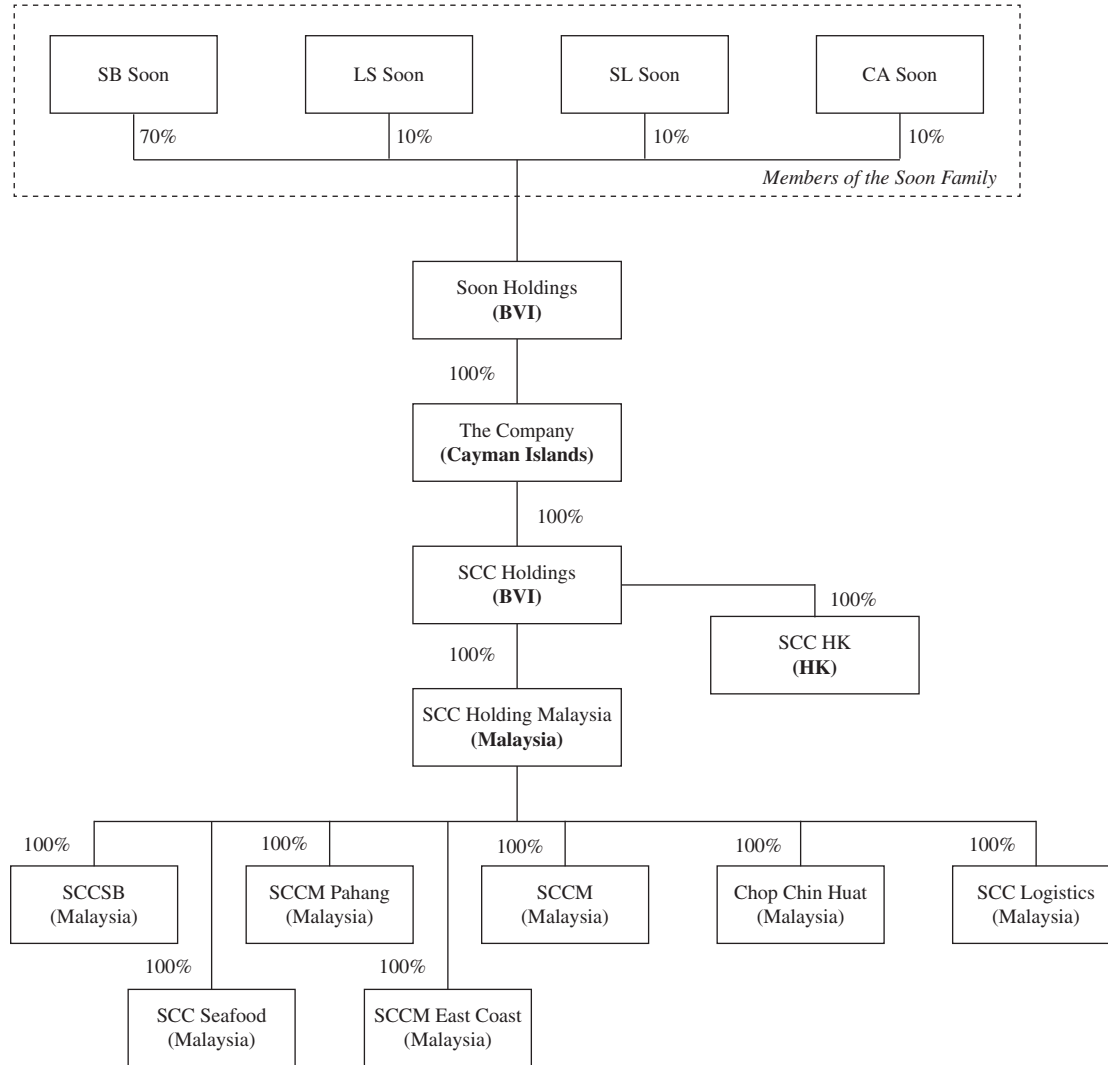 SB Soon
LS Soon
SL Soon
CA Soon
70%
10%
10%
10%
Members of the Soon Family
Soon Holdings
(BVI)
100%
The Company
(Cayman Islands)
100%
SCC Holdings
(BVI)
100%
SCC HK
(HK)
100%
SCC Holding Malaysia
(Malaysia)
100%
SCCSB
(Malaysia)
100%
SCCM Pahang
(Malaysia)
100%
SCCM
(Malaysia)
100%
Chop Chin Huat
(Malaysia)
100%
SCC Logistics
(Malaysia)
100%
SCC Seafood
(Malaysia)
100%
SCCM East Coast
(Malaysia)